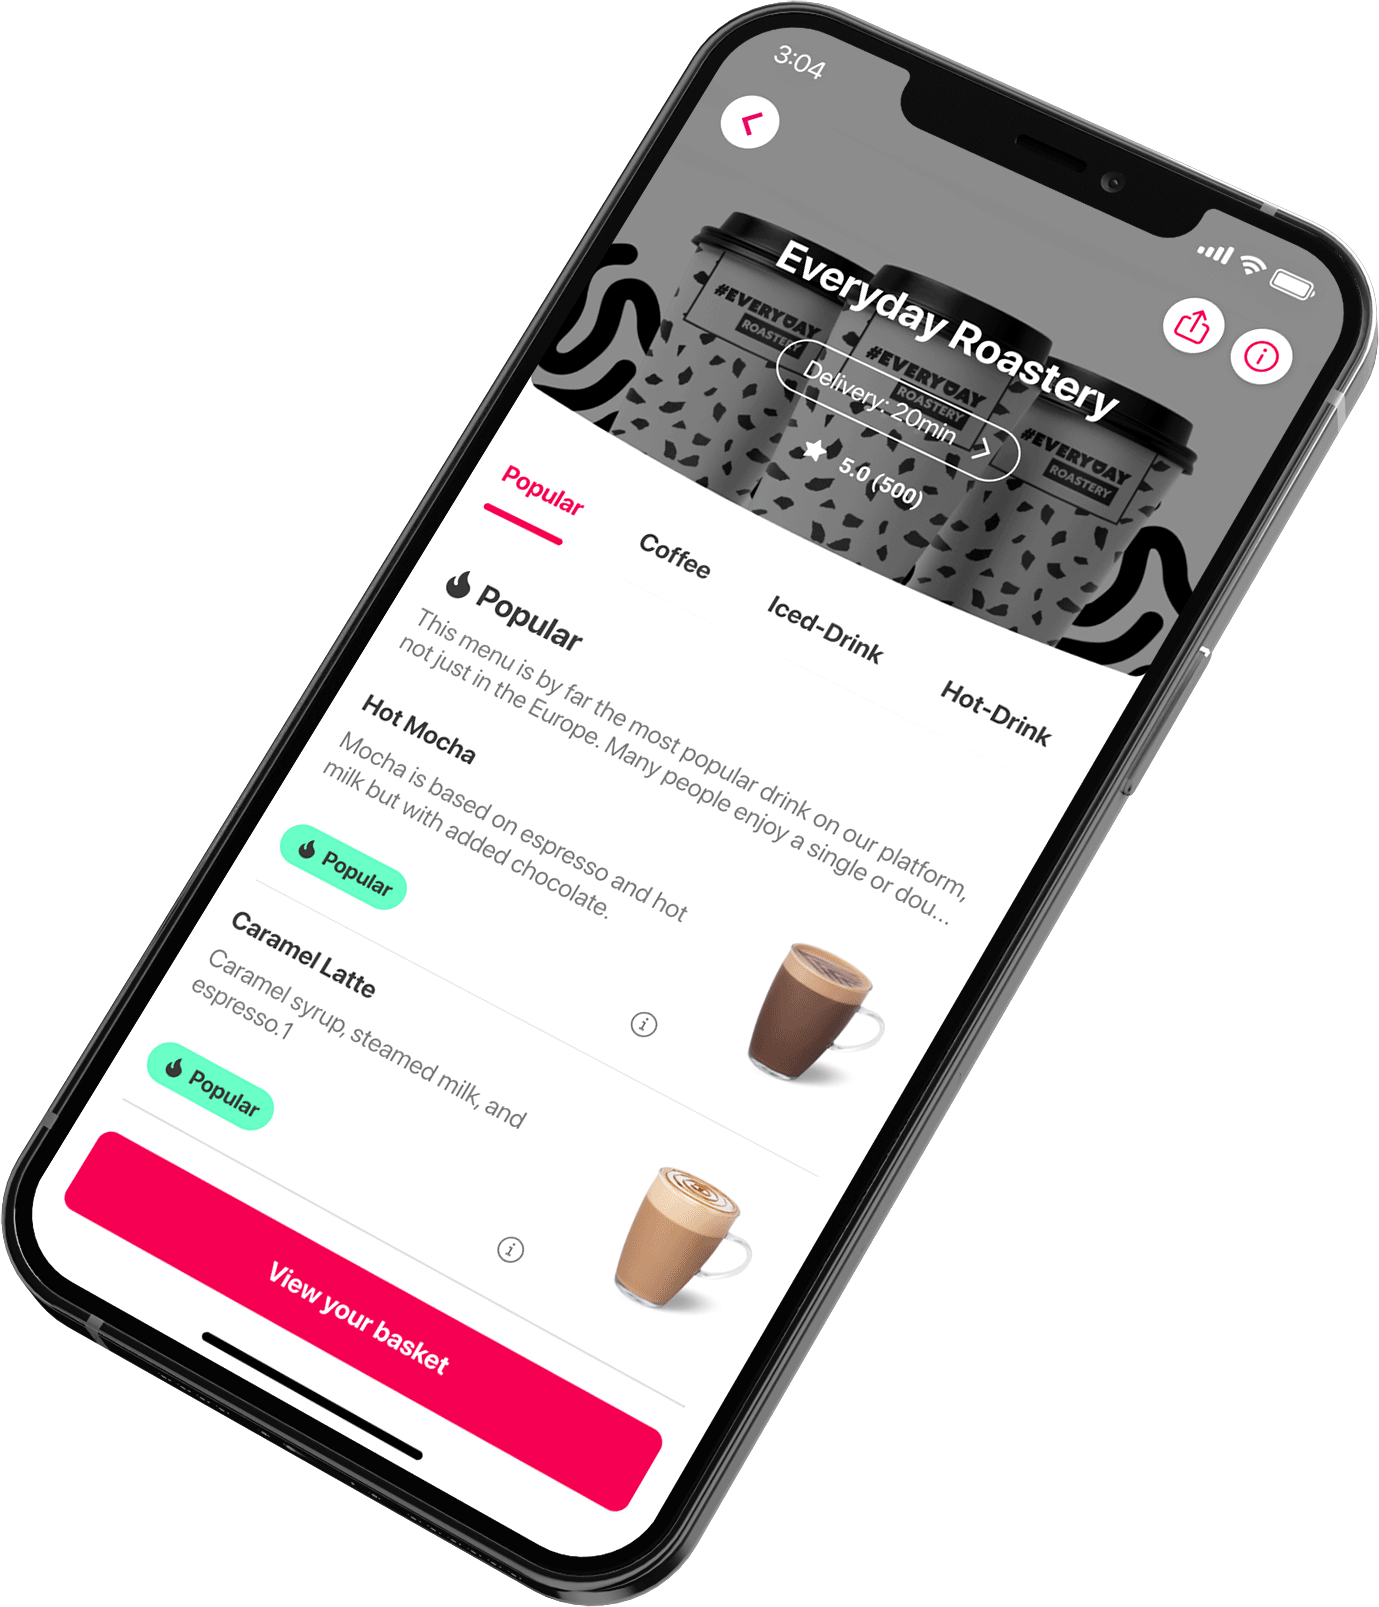 3:04
Everyday Roastery
#EVERYDAY
ROASTERY
#EVERYDAY
ROASTERY
#EVERYDAY
ROASTERY
Delivery: 20min
5.0 (500)
Popular
Coffee
Iced-Drink
Hot-Drink
Popular
This menu is by far the most popular drink on our platform,
not just in the Europe. Many people enjoy a single or dou...
Hot Mocha
Mocha is based on espresso and hot
milk but with added chocolate.
Popular
Caramel Latte
Caramel syrup, steamed milk, and
espresso.1
Popular
View your basket